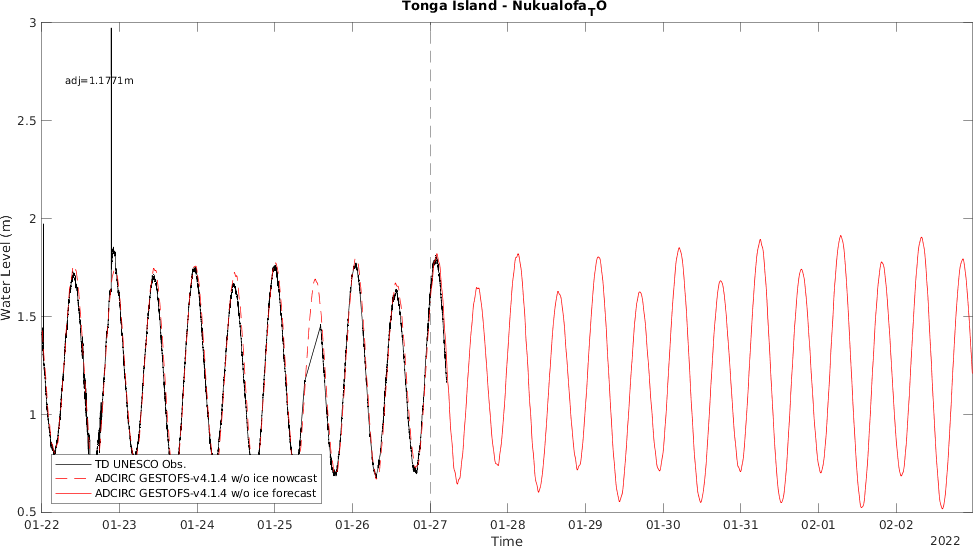 Tonga Island - NukualofaTO
3
adj=1.1771m
2.5
2
Water Level (m)
1.5
1
TD UNESCO Obs.
ADCIRC GESTOFS-v4.1.4 w/o ice nowcast
ADCIRC GESTOFS-v4.1.4 w/o ice forecast
0.5
01-22 01-23 01-24 01-25 01-26 01-27 01-28 01-29 01-30 01-31 02-01 02-02
Time
2022